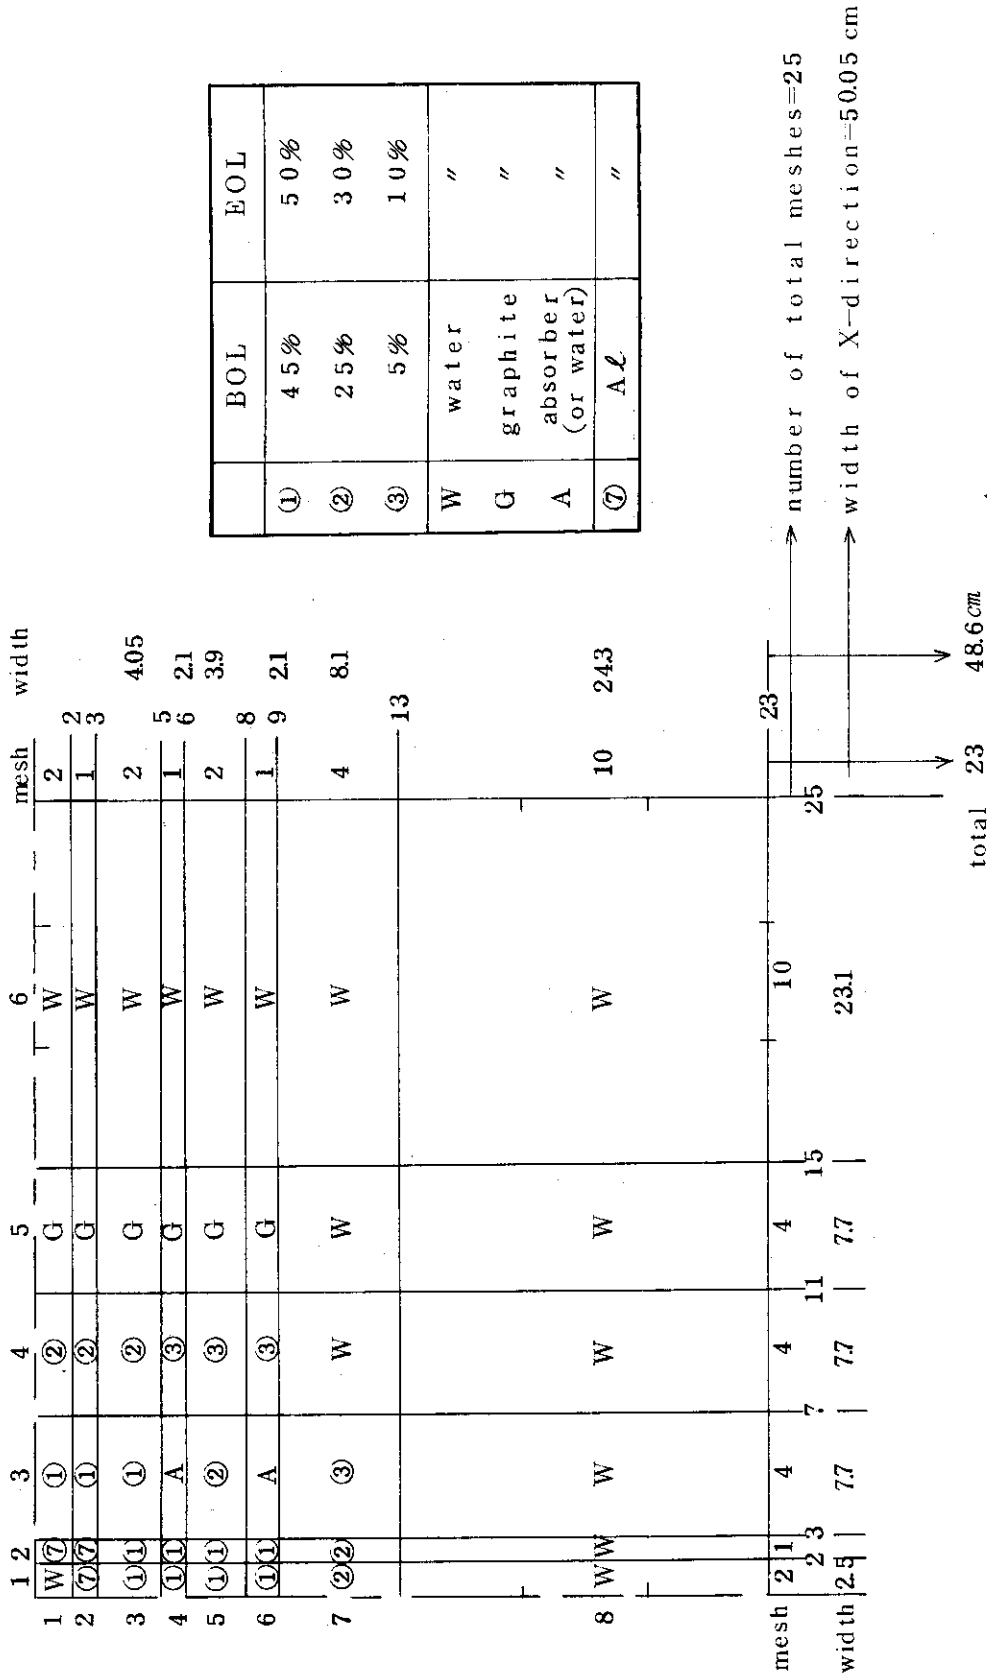 1 2 3 4 5 6 mesh width
1 W ⑦ ① ② G W 2
2
2 ⑦ ⑦ ① ② G W 1
3
3 ① ① ① ② G W 2 4.05
5
4 ① ① A ③ G W 1 2.1
6
5 ① ① ② ③ G W 2 3.9
8
6 ① ① A ③ G W 1 2.1
9
7 ② ② ③ W W W 4 8.1
13
8 W W W W W W 10 24.3
23
mesh 2 1 4 4 4 10
2 3 7 11 15 25
width 2.5 7.7 7.7 7.7 23.1
total 23 48.6cm
BOL EOL
① 45% 50%
② 25% 30%
③ 5% 10%
W water 〃
G graphite 〃
A absorber 〃
(or water)
⑦ Aℓ 〃
number of total meshes=25
width of X-direction=50.05 cm